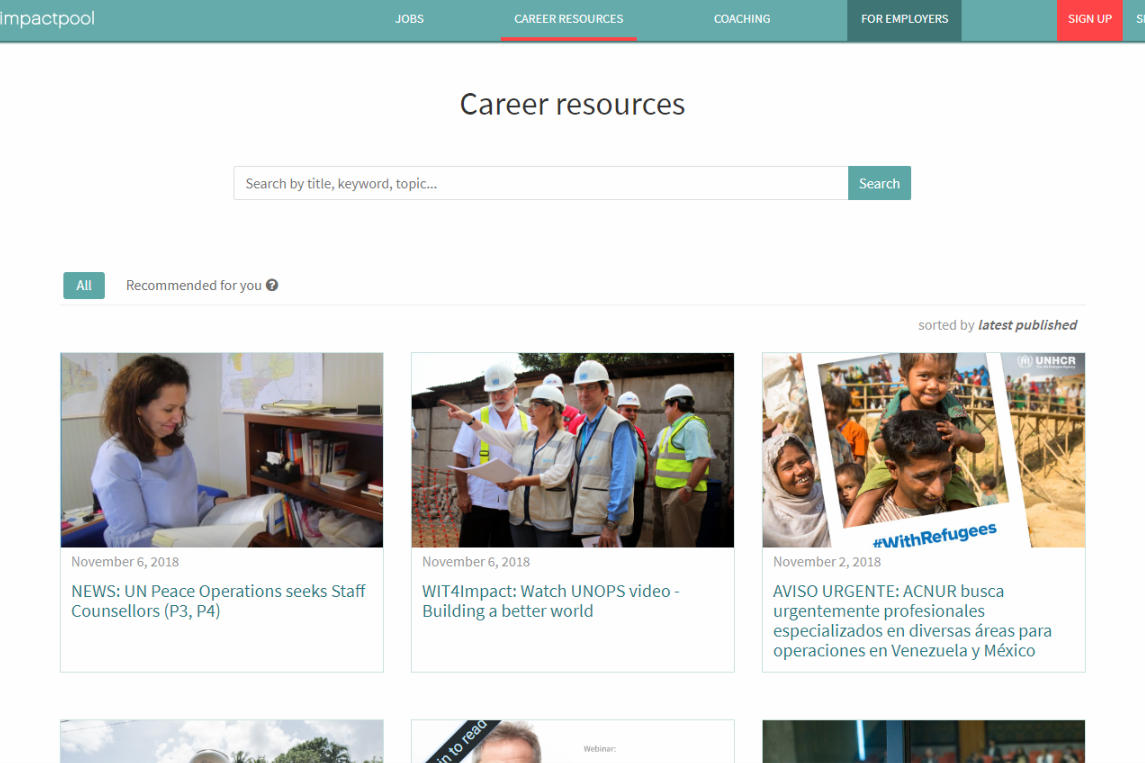 impactpool
JOBS
CAREER RESOURCES
COACHING
FOR EMPLOYERS
SIGN UP
Career resources
Search by title, keyword, topic...
Search
All
Recommended for you ?
sorted by latest published
UNHCR
#WithRefugees
November 6, 2018
NEWS: UN Peace Operations seeks Staff
Counsellors (P3, P4)
November 6, 2018
WIT4Impact: Watch UNOPS video -
Building a better world
November 2, 2018
AVISO URGENTE: ACNUR busca
urgentemente profesionales
especializados en diversas áreas para
operaciones en Venezuela y México
in to read
Webinar: